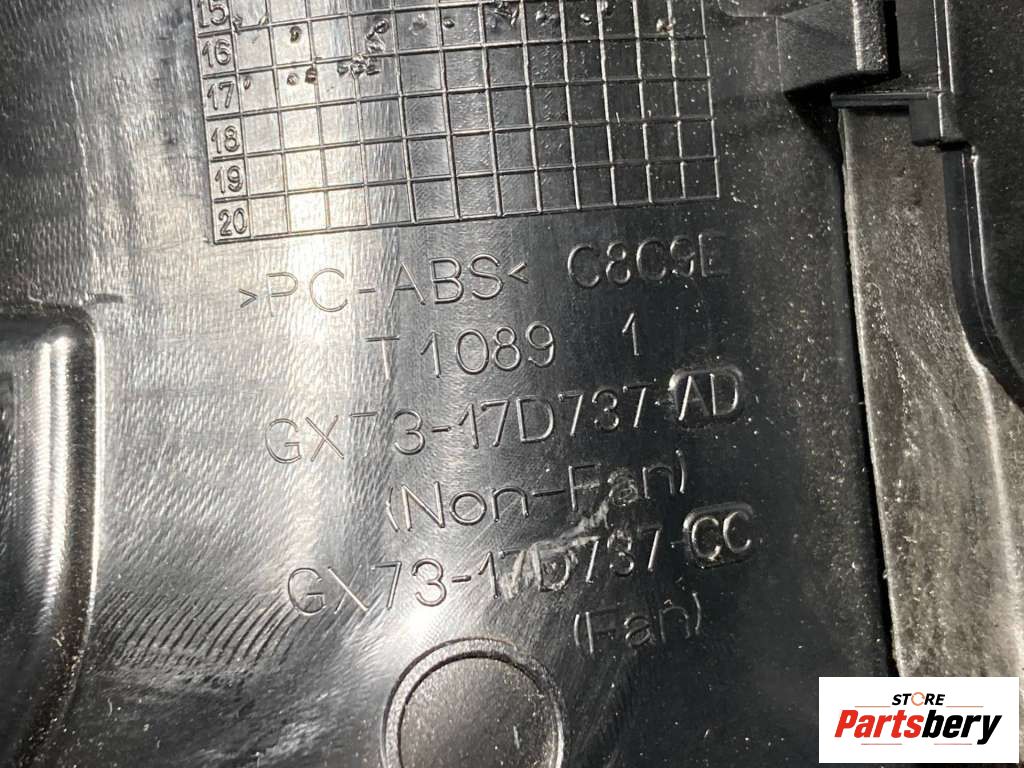 15
16
17
18
19
20
>PC-ABS< C8C9E
T1089 1
GX73-17D737-AD
(Non-Fan)
GX73-17D737-CC
(Fan)
STORE
Partsbery